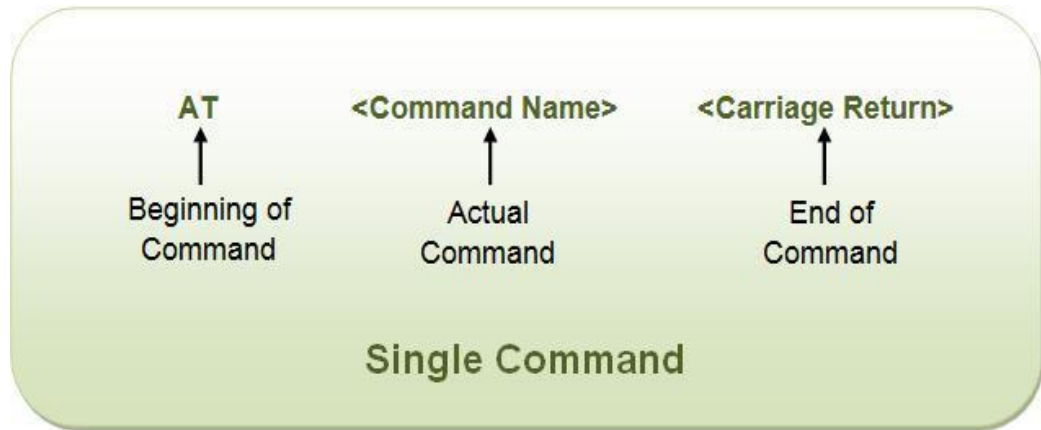 AT <Command Name> <Carriage Return>
Beginning of Command
Actual Command
End of Command
Single Command